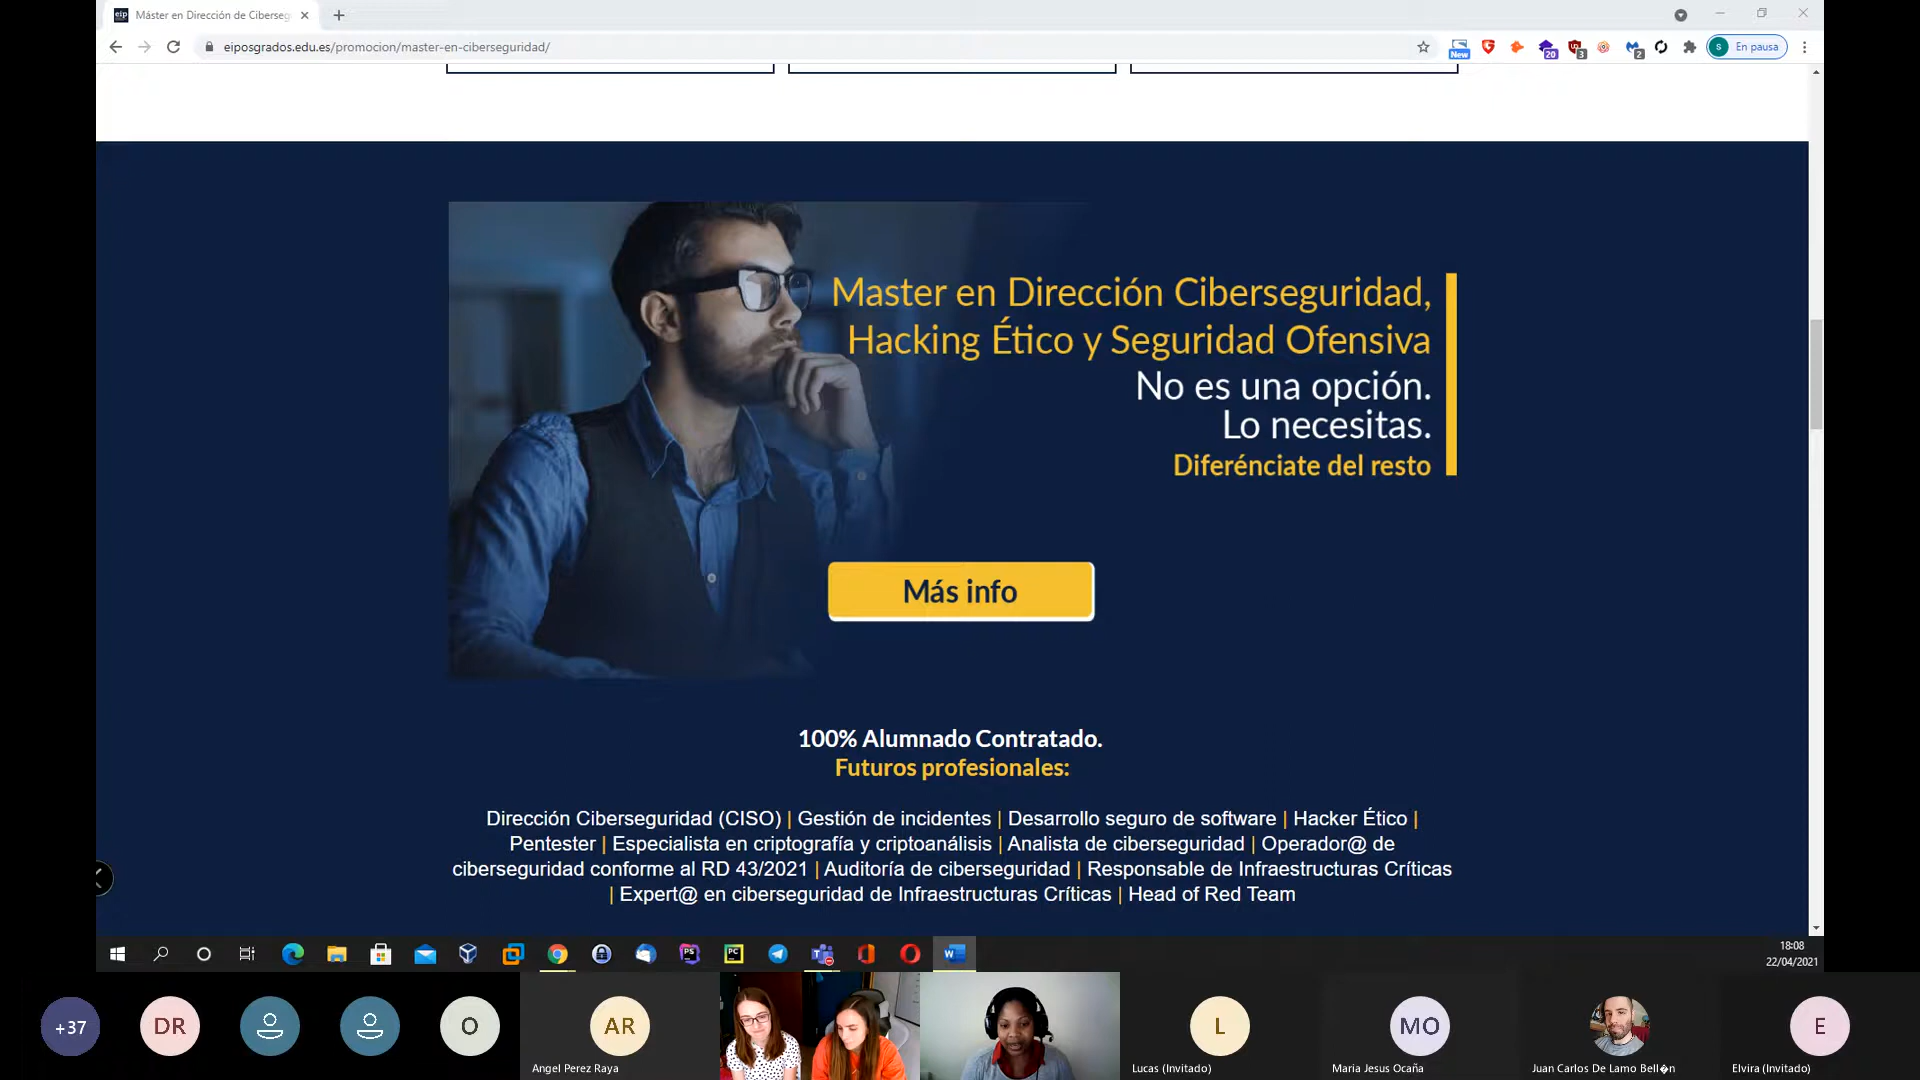 Máster en Dirección de Ciberseg
eiposgrados.edu.es/promocion/master-en-ciberseguridad/
New
20
3
2
S
En pausa
Master en Dirección Ciberseguridad,
Hacking Ético y Seguridad Ofensiva
No es una opción.
Lo necesitas.
Diferénciate del resto
Más info
100% Alumnado Contratado.
Futuros profesionales:
Dirección Ciberseguridad (CISO) | Gestión de incidentes | Desarrollo seguro de software | Hacker Ético |
Pentester | Especialista en criptografía y criptoanálisis | Analista de ciberseguridad | Operador@ de
ciberseguridad conforme al RD 43/2021 | Auditoría de ciberseguridad | Responsable de Infraestructuras Críticas
| Expert@ en ciberseguridad de Infraestructuras Críticas | Head of Red Team
18:08
22/04/2021
+37
DR
O
AR
Angel Perez Raya
L
Lucas (Invitado)
MO
Maria Jesus Ocaña
Juan Carlos De Lamo Bell�n
E
Elvira (Invitado)